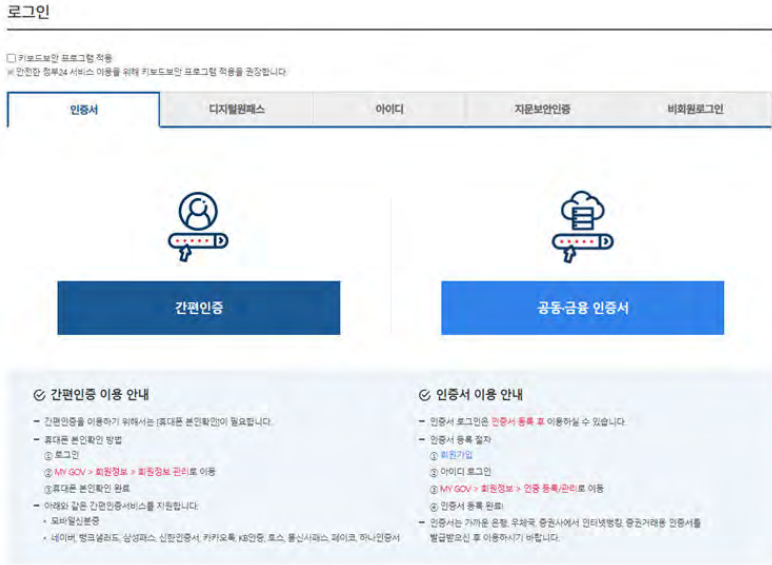 로그인
키보드보안 프로그램 적용
※ 안전한 정부24 서비스 이용을 위해 키보드보안 프로그램 적용을 권장합니다.
인증서
디지털원패스
아이디
지문보안인증
비회원로그인
간편인증
공동·금융 인증서
간편인증 이용 안내
- 간편인증을 이용하기 위해서는 [휴대폰 본인확인]이 필요합니다.
- 휴대폰 본인확인 방법
① 로그인
② MY GOV > 회원정보 > 회원정보 관리로 이동
③휴대폰 본인확인 완료
- 아래와 같은 간편인증서비스를 지원합니다.
• 모바일신분증
• 네이버, 뱅크샐러드, 삼성패스, 신한인증서, 카카오톡, KB인증, 토스, 통신사패스, 페이코, 하나인증서
인증서 이용 안내
- 인증서 로그인은 인증서 등록 후 이용하실 수 있습니다.
- 인증서 등록 절차
① 회원가입
② 아이디 로그인
③ MY GOV > 회원정보 > 인증 등록/관리로 이동
④ 인증서 등록 완료!
- 인증서는 가까운 은행, 우체국, 증권사에서 인터넷뱅킹, 증권거래용 인증서를
발급받으신 후 이용하시기 바랍니다.